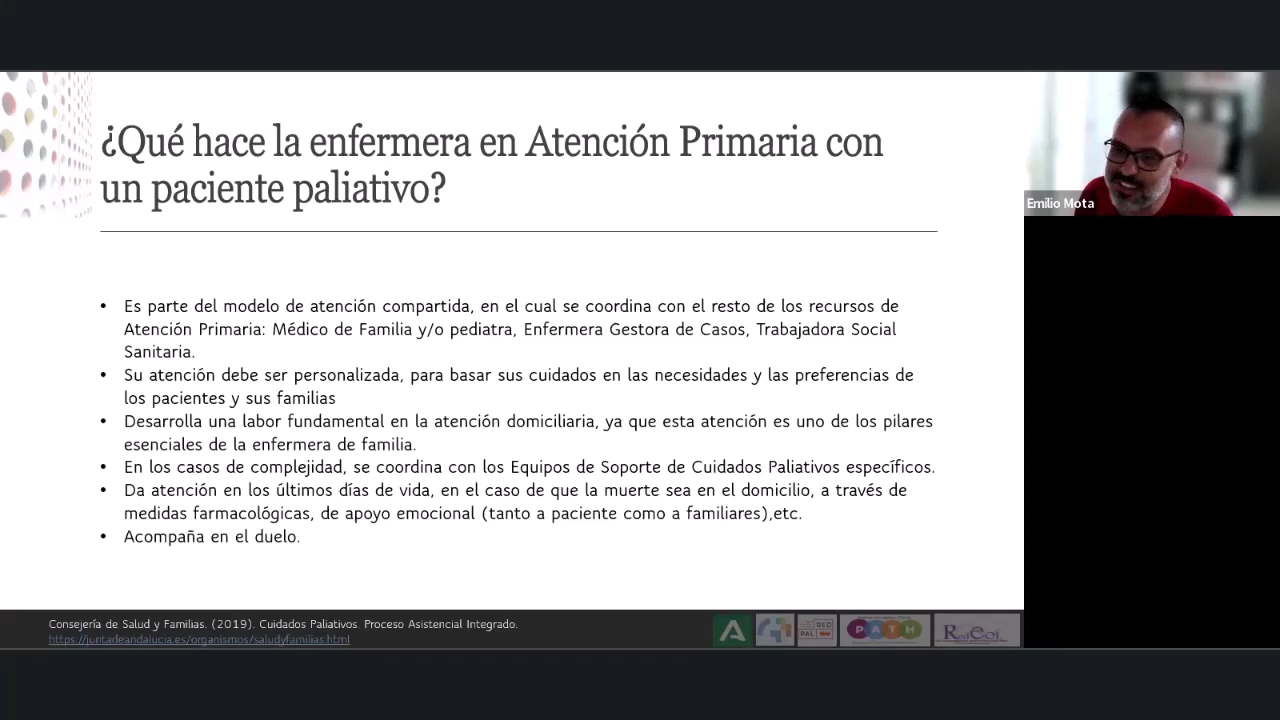 ¿Qué hace la enfermera en Atención Primaria con
un paciente paliativo?
Emilio Mota
• Es parte del modelo de atención compartida, en el cual se coordina con el resto de los recursos de
Atención Primaria: Médico de Familia y/o pediatra, Enfermera Gestora de Casos, Trabajadora Social
Sanitaria.
• Su atención debe ser personalizada, para basar sus cuidados en las necesidades y las preferencias de
los pacientes y sus familias
• Desarrolla una labor fundamental en la atención domiciliaria, ya que esta atención es uno de los pilares
esenciales de la enfermera de familia.
• En los casos de complejidad, se coordina con los Equipos de Soporte de Cuidados Paliativos específicos.
• Da atención en los últimos días de vida, en el caso de que la muerte sea en el domicilio, a través de
medidas farmacológicas, de apoyo emocional (tanto a paciente como a familiares),etc.
• Acompaña en el duelo.
Consejería de Salud y Familias. (2019). Cuidados Paliativos. Proceso Asistencial Integrado.
https://juntadeandalucia.es/organismos/saludyfamilias.html
PATH